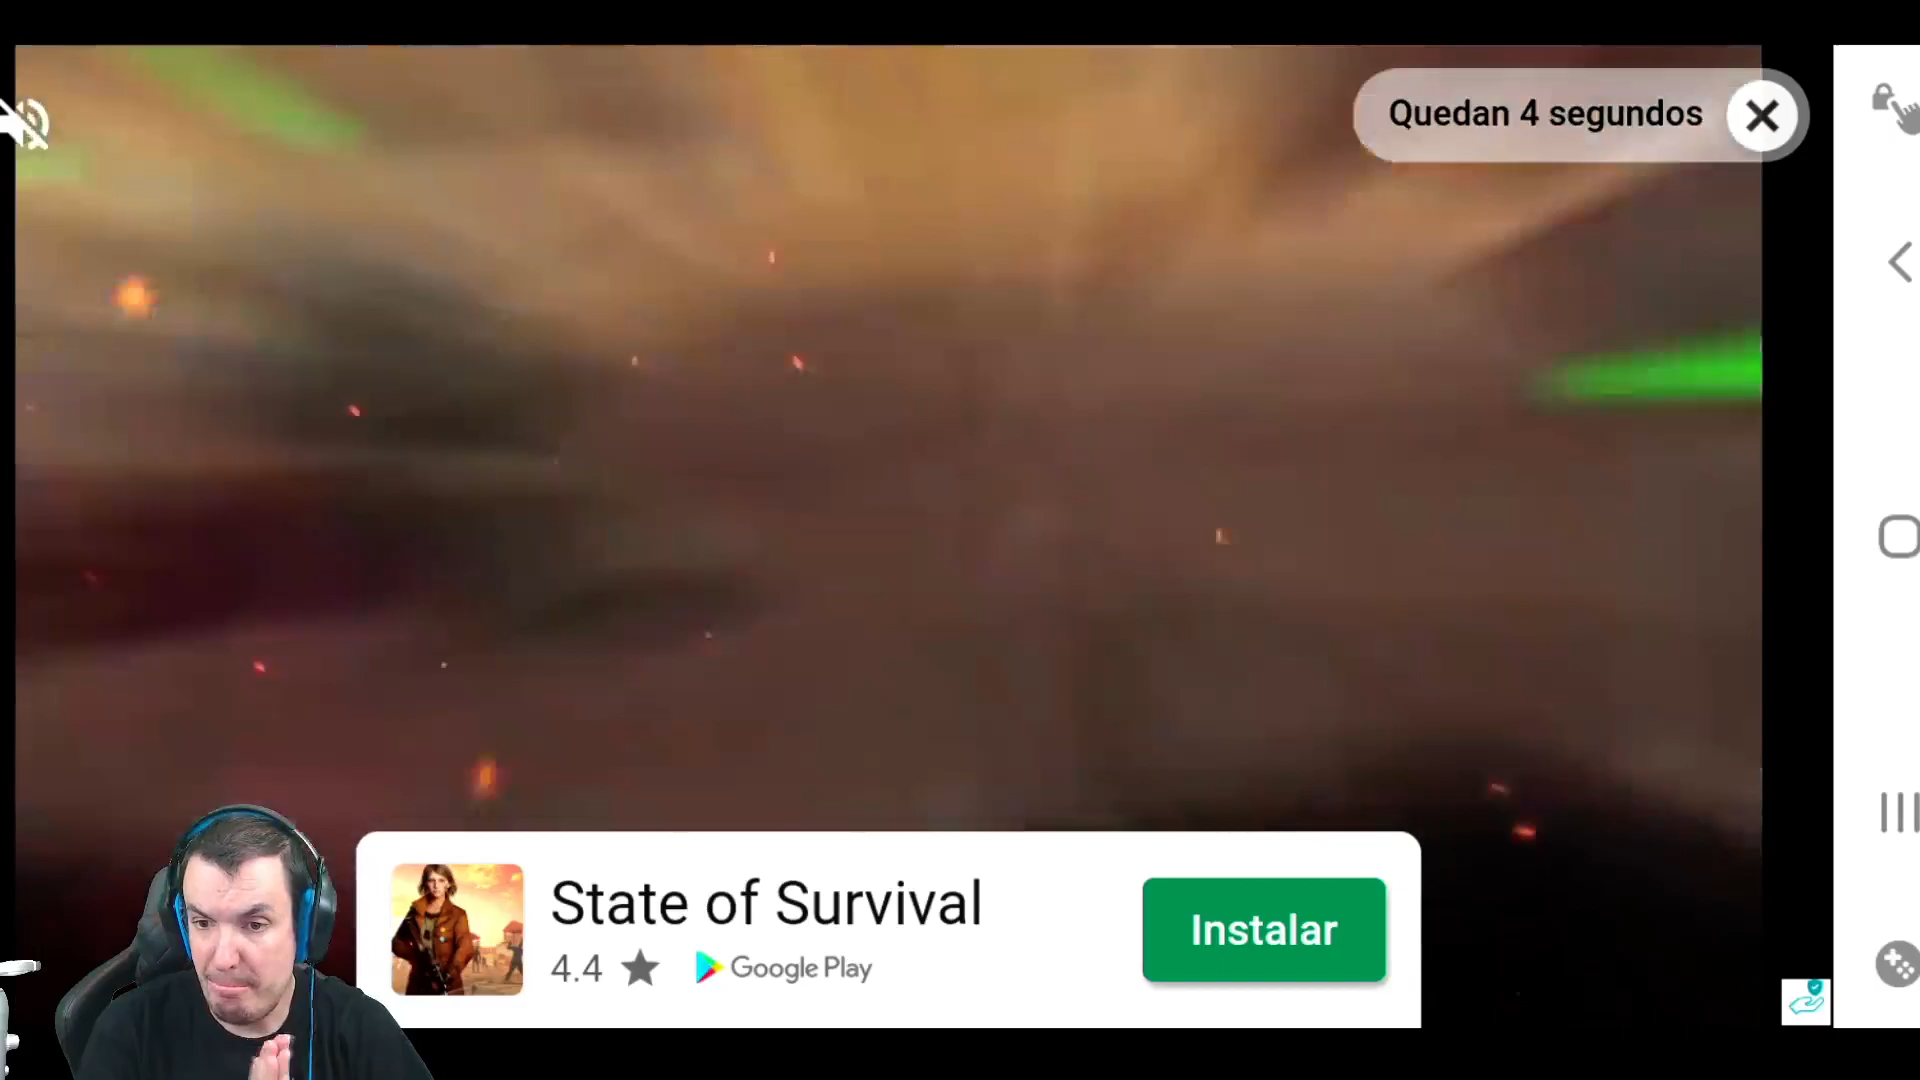 Quedan 4 segundos
State of Survival
4.4
Google Play
Instalar